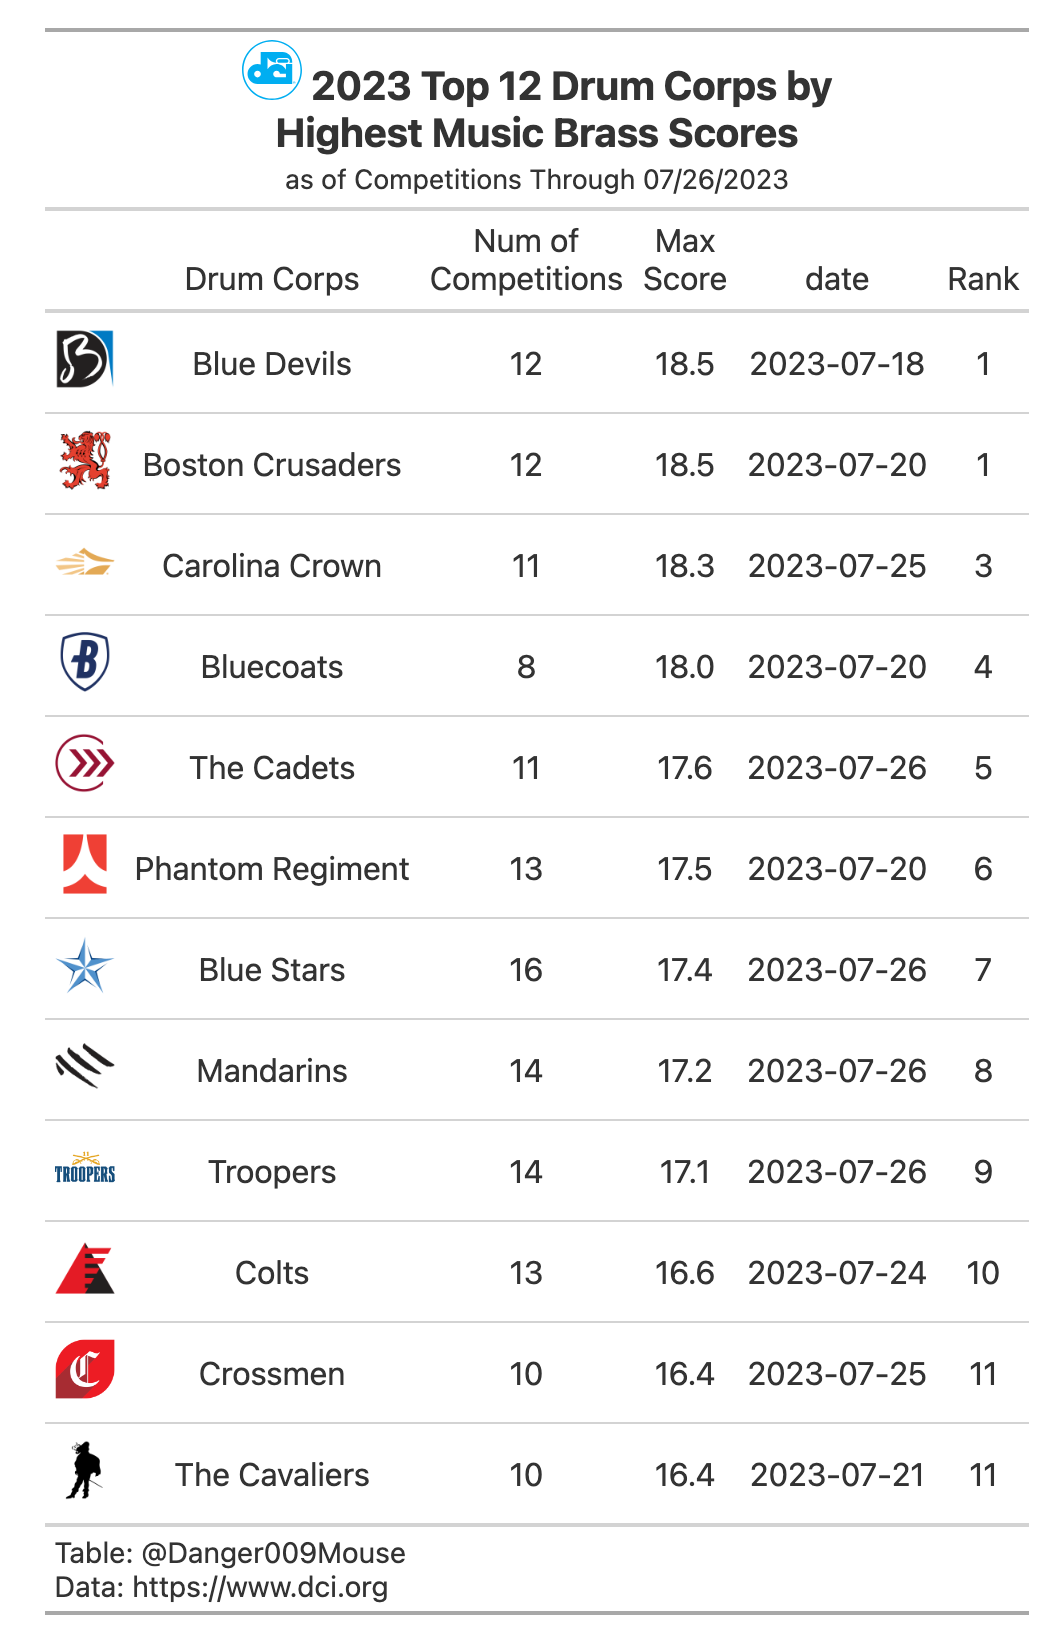 dci 2023 Top 12 Drum Corps by
Highest Music Brass Scores
as of Competitions Through 07/26/2023
Drum Corps Num of Competitions Max Score date Rank
B Blue Devils 12 18.5 2023-07-18 1
Boston Crusaders 12 18.5 2023-07-20 1
Carolina Crown 11 18.3 2023-07-25 3
B Bluecoats 8 18.0 2023-07-20 4
The Cadets 11 17.6 2023-07-26 5
Phantom Regiment 13 17.5 2023-07-20 6
Blue Stars 16 17.4 2023-07-26 7
Mandarins 14 17.2 2023-07-26 8
TROOPERS Troopers 14 17.1 2023-07-26 9
Colts 13 16.6 2023-07-24 10
C Crossmen 10 16.4 2023-07-25 11
The Cavaliers 10 16.4 2023-07-21 11
Table: @Danger009Mouse
Data: https://www.dci.org